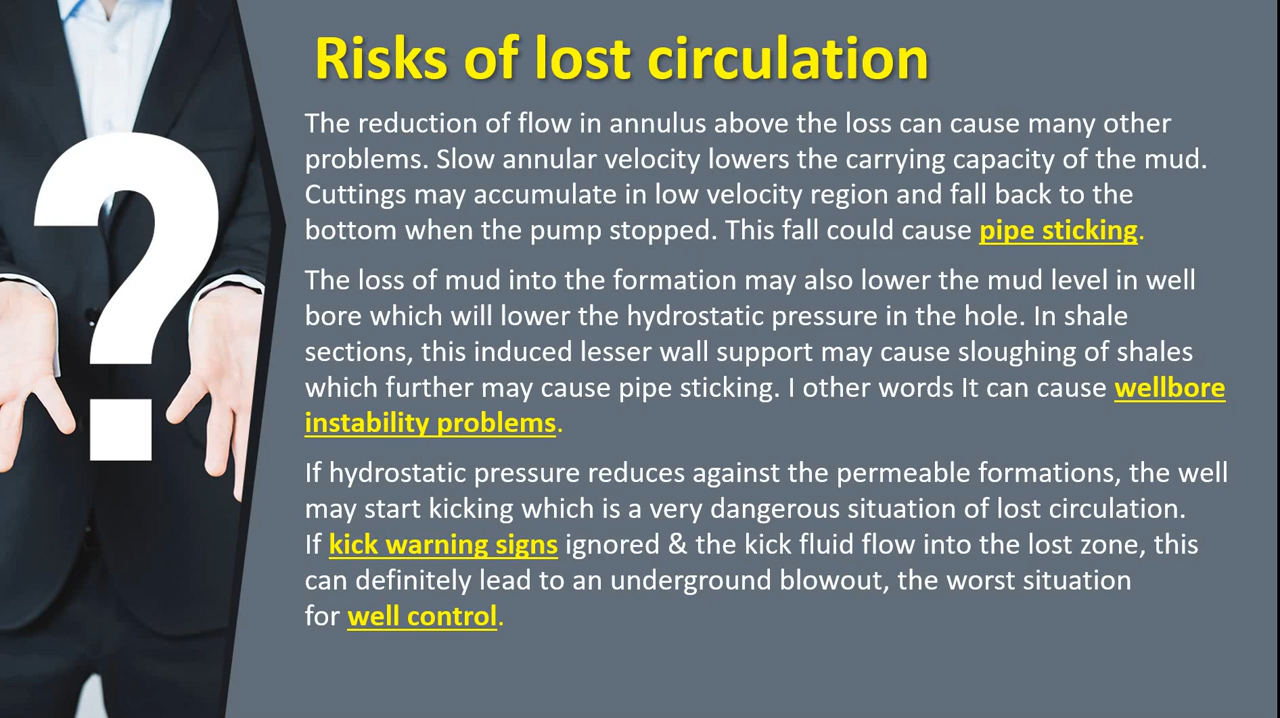 Risks of lost circulation
The reduction of flow in annulus above the loss can cause many other
problems. Slow annular velocity lowers the carrying capacity of the mud.
Cuttings may accumulate in low velocity region and fall back to the
bottom when the pump stopped. This fall could cause pipe sticking.
The loss of mud into the formation may also lower the mud level in well
bore which will lower the hydrostatic pressure in the hole. In shale
sections, this induced lesser wall support may cause sloughing of shales
which further may cause pipe sticking. I other words It can cause wellbore
instability problems.
If hydrostatic pressure reduces against the permeable formations, the well
may start kicking which is a very dangerous situation of lost circulation.
If kick warning signs ignored & the kick fluid flow into the lost zone, this
can definitely lead to an underground blowout, the worst situation
for well control.
?